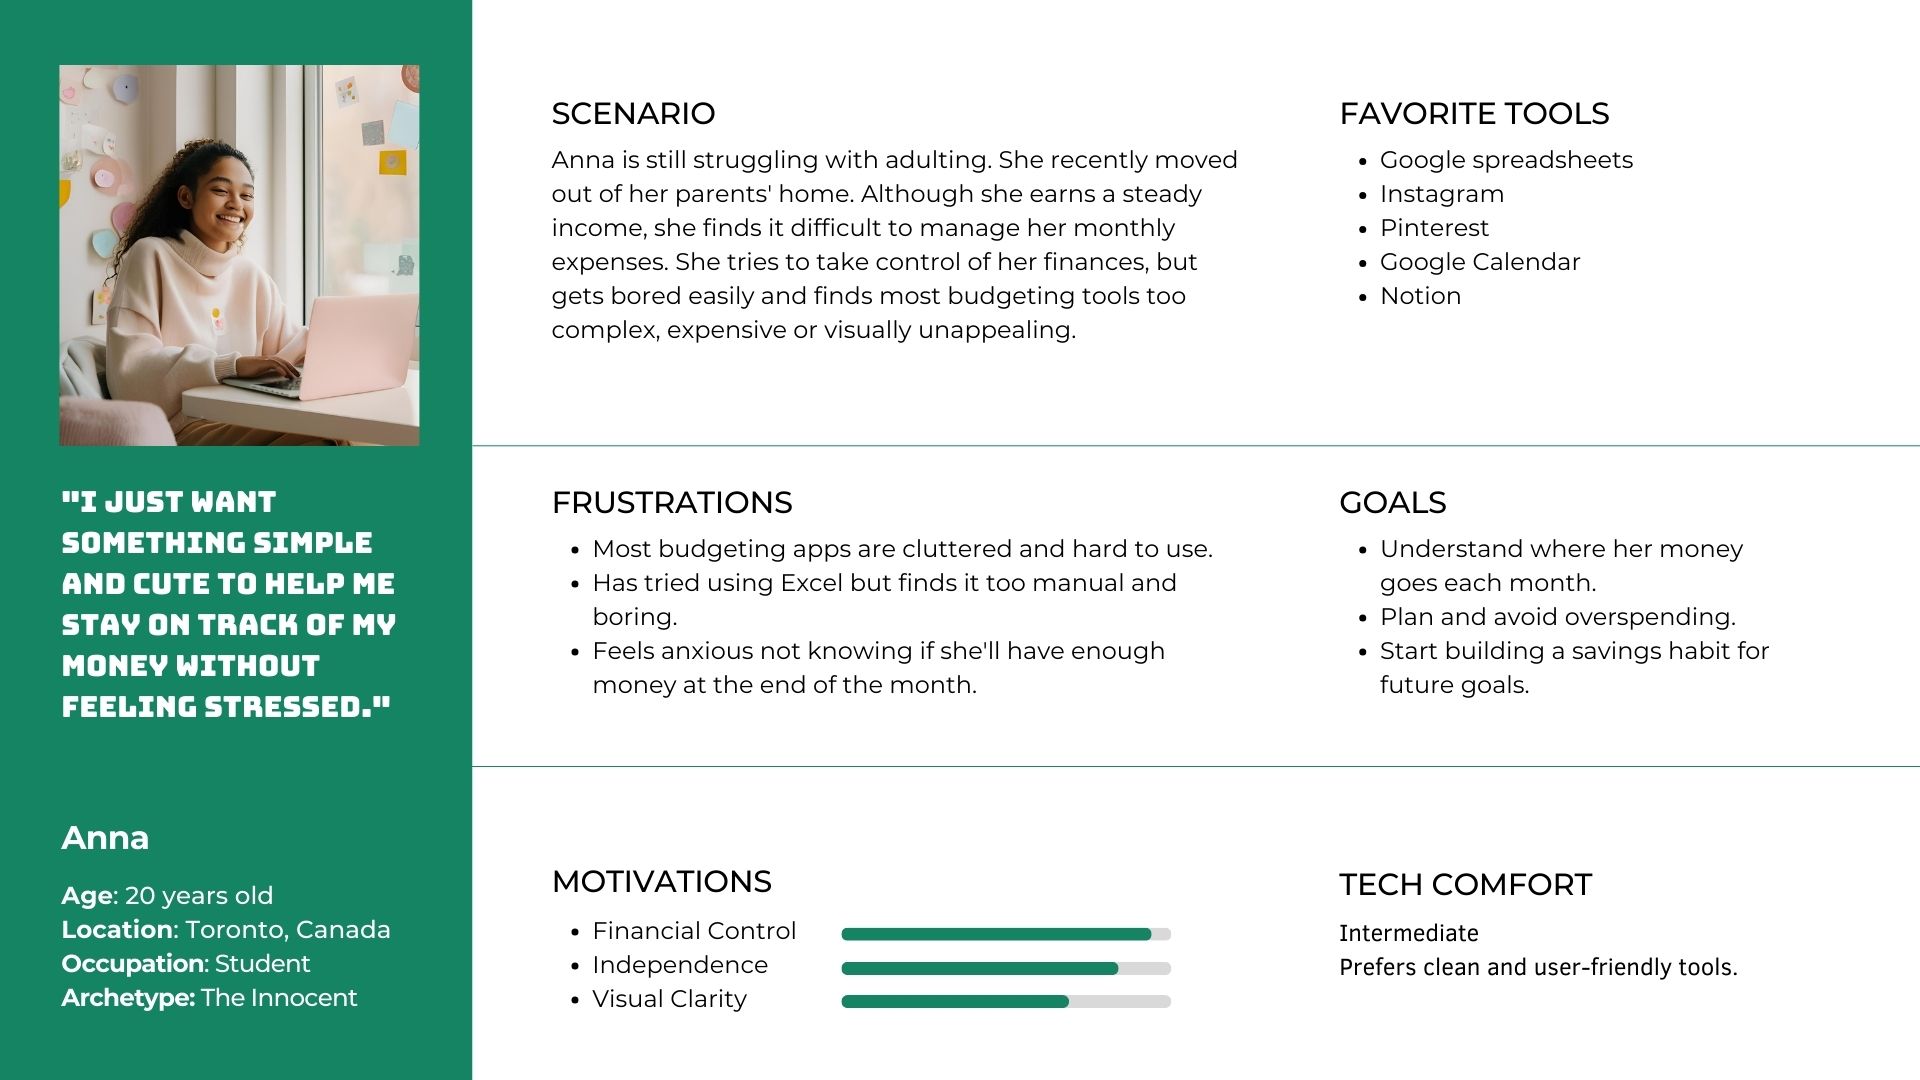 "I JUST WANT
SOMETHING SIMPLE
AND CUTE TO HELP ME
STAY ON TRACK OF MY
MONEY WITHOUT
FEELING STRESSED."
Anna
Age: 20 years old
Location: Toronto, Canada
Occupation: Student
Archetype: The Innocent
SCENARIO
Anna is still struggling with adulting. She recently moved
out of her parents' home. Although she earns a steady
income, she finds it difficult to manage her monthly
expenses. She tries to take control of her finances, but
gets bored easily and finds most budgeting tools too
complex, expensive or visually unappealing.
FAVORITE TOOLS
• Google spreadsheets
• Instagram
• Pinterest
• Google Calendar
• Notion
FRUSTRATIONS
• Most budgeting apps are cluttered and hard to use.
• Has tried using Excel but finds it too manual and
boring.
• Feels anxious not knowing if she'll have enough
money at the end of the month.
GOALS
• Understand where her money
goes each month.
• Plan and avoid overspending.
• Start building a savings habit for
future goals.
MOTIVATIONS
• Financial Control
• Independence
• Visual Clarity
TECH COMFORT
Intermediate
Prefers clean and user-friendly tools.